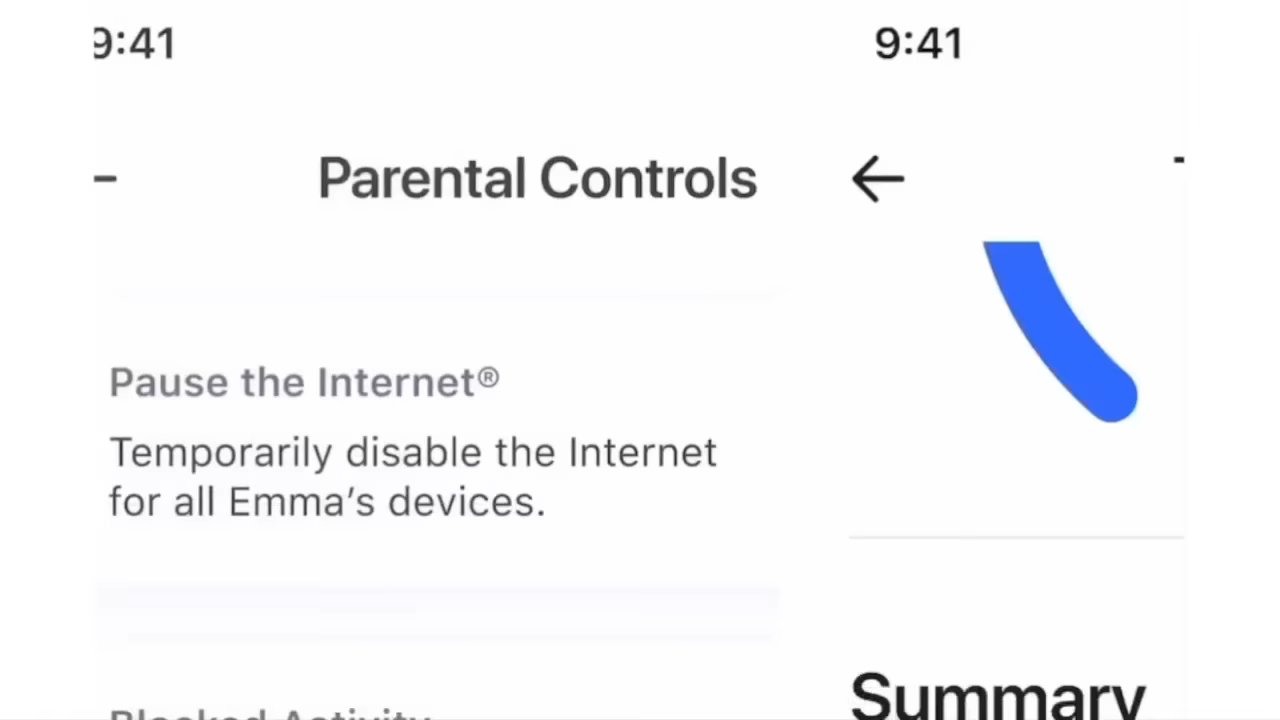 9:41
Parental Controls
Pause the Internet®
Temporarily disable the Internet
for all Emma’s devices.
Blocked Activity
9:41
Summary